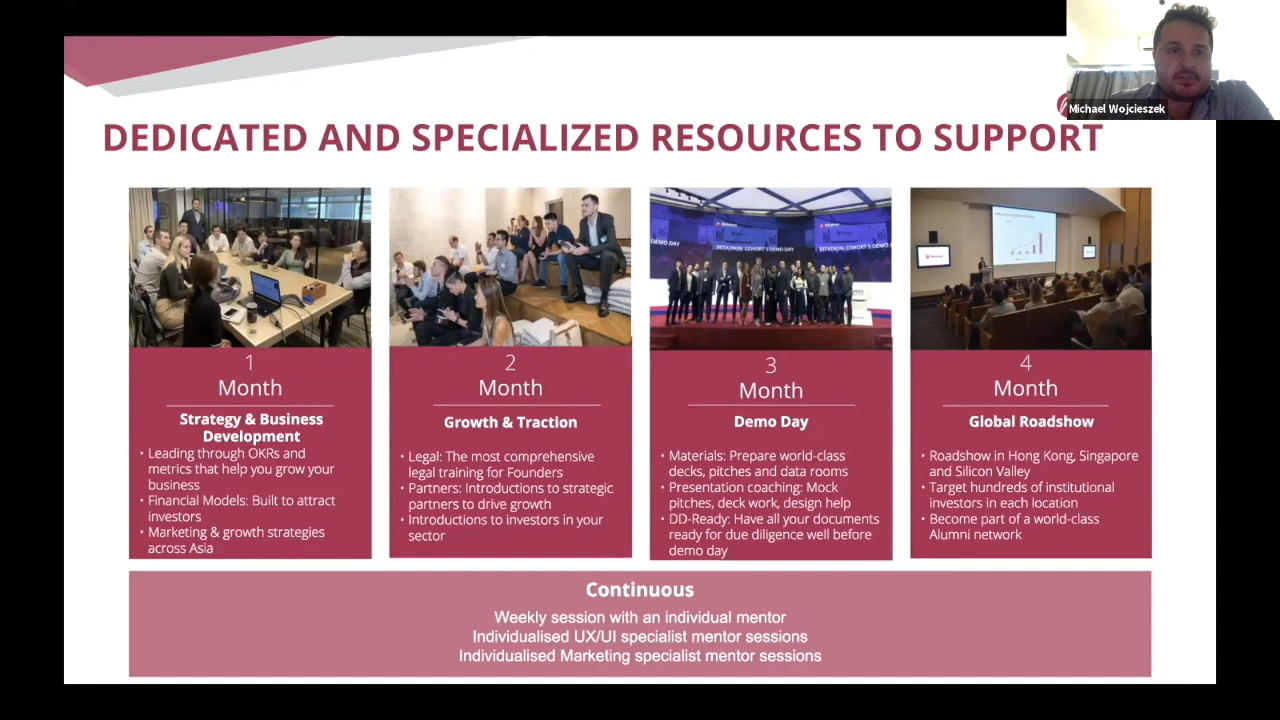 Michael Wojcieszek
DEDICATED AND SPECIALIZED RESOURCES TO SUPPORT
DEMO DAY
BETATRON: COHORT 5 DEMO DAY
1
Month
Strategy & Business
Development
• Leading through OKRs and
metrics that help you grow your
business
• Financial Models: Built to attract
investors
• Marketing & growth strategies
across Asia
2
Month
Growth & Traction
• Legal: The most comprehensive
legal training for Founders
• Partners: Introductions to strategic
partners to drive growth
• Introductions to investors in your
sector
3
Month
Demo Day
• Materials: Prepare world-class
decks, pitches and data rooms
• Presentation coaching: Mock
pitches, deck work, design help
• DD-Ready: Have all your documents
ready for due diligence well before
demo day
4
Month
Global Roadshow
• Roadshow in Hong Kong, Singapore
and Silicon Valley
• Target hundreds of institutional
investors in each location
• Become part of a world-class
Alumni network
Continuous
Weekly session with an individual mentor
Individualised UX/UI specialist mentor sessions
Individualised Marketing specialist mentor sessions